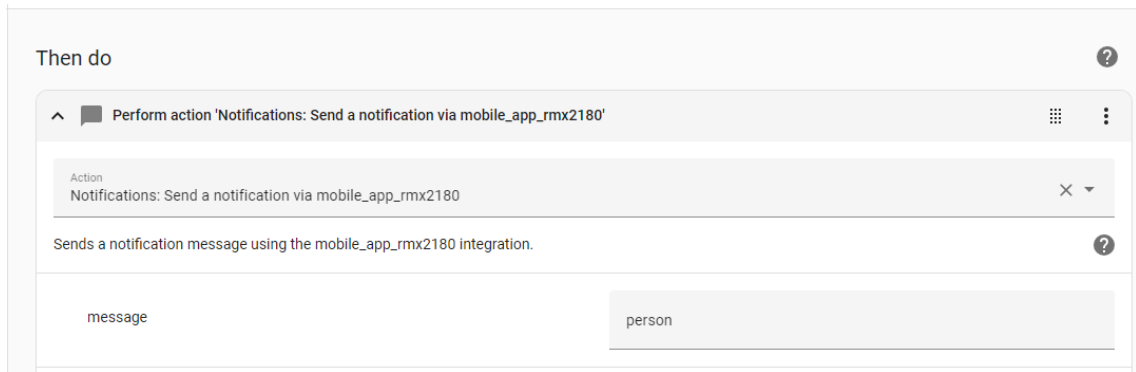 Then do
Perform action 'Notifications: Send a notification via mobile_app_rmx2180'
Action
Notifications: Send a notification via mobile_app_rmx2180
Sends a notification message using the mobile_app_rmx2180 integration.
message
person